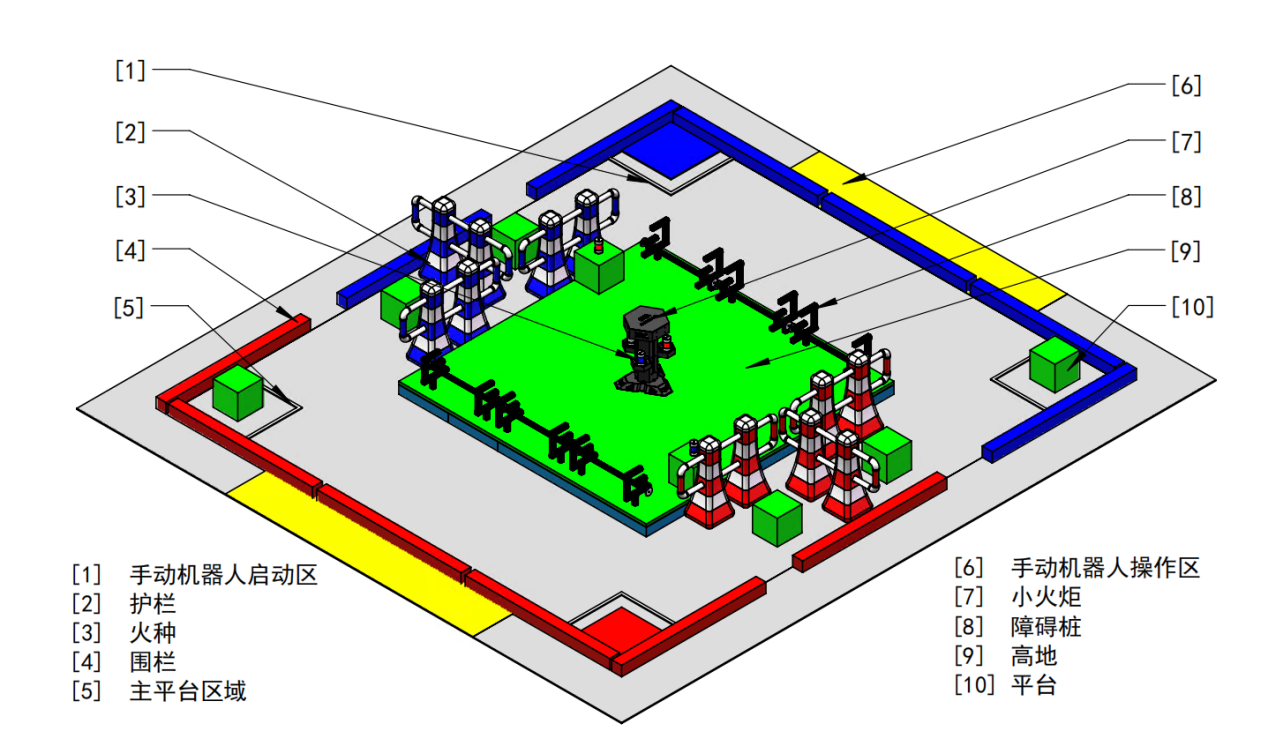 [1]
[2]
[3]
[4]
[5]
[6]
[7]
[8]
[9]
[10]
[1] 手动机器人启动区
[2] 护栏
[3] 火种
[4] 围栏
[5] 主平台区域
[6] 手动机器人操作区
[7] 小火炬
[8] 障碍桩
[9] 高地
[10] 平台